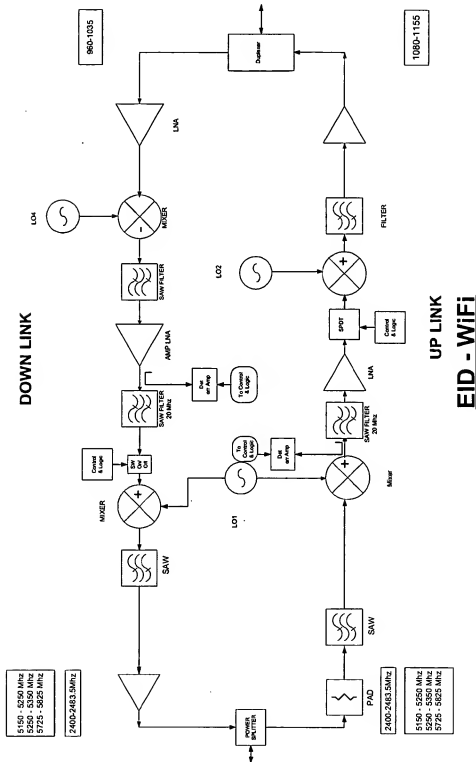 DOWN LINK
5150 - 5250 Mhz
5250 - 5350 Mhz
5725 - 5825 Mhz
2400-2483.5Mhz
960-1035
LO4
LNA
MIXER
-
SAW FILTER
AMP LNA
SAW FILTER
20 Mhz
Control
& Logic
SW
On/
Off
MIXER
+
SAW
Det
en Amp
To Control
& Logic
Duplexer
LO1
To
Control
& Logic
Det
en Amp
POWER
SPLITTER
PAD
SAW
+
Mixer
SAW FILTER
20 Mhz
LNA
SPDT
Control
& Logic
LO2
+
FILTER
2400-2483.5Mhz
5150 - 5250 Mhz
5250 - 5350 Mhz
5725 - 5825 Mhz
1080-1155
UP LINK
EID - WiFi